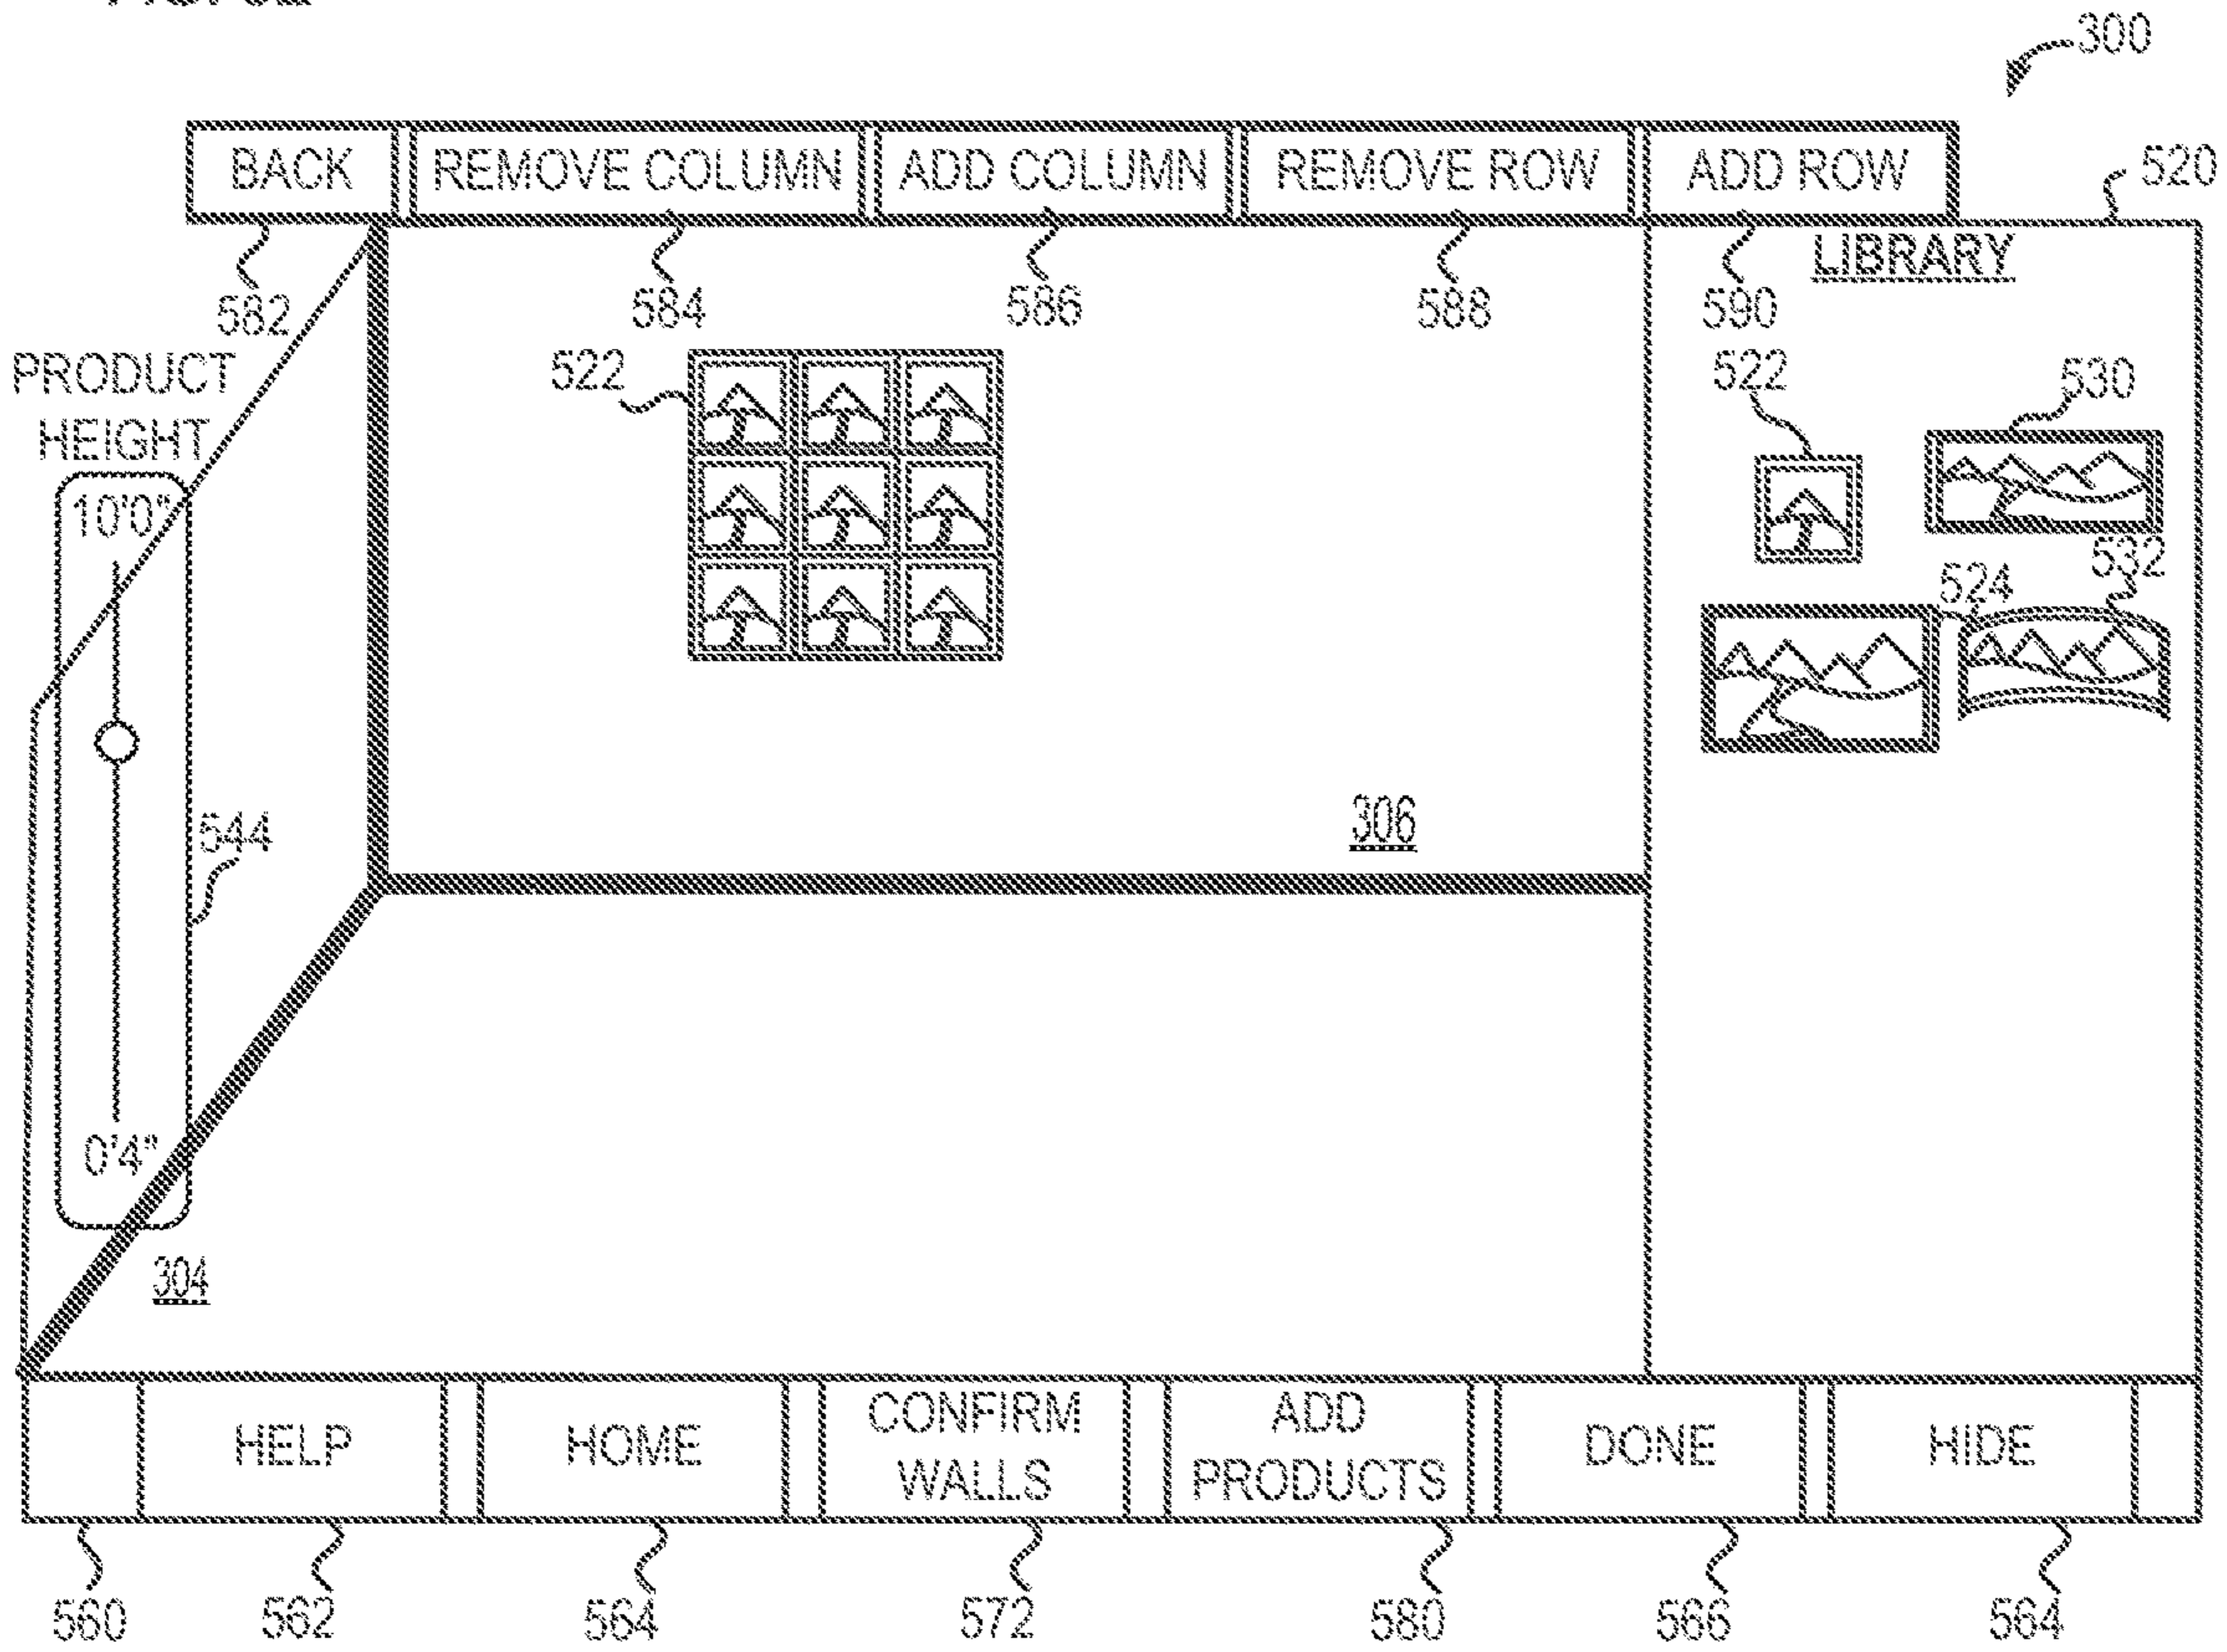 300
BACK
REMOVE COLUMN
ADD COLUMN
REMOVE ROW
ADD ROW
520
LIBRARY
582
584
586
588
590
PRODUCT
HEIGHT
522
522
530
10'0"
532
524
544
306
0'4"
304
HELP
HOME
CONFIRM
WALLS
ADD
PRODUCTS
DONE
HIDE
560
562
564
572
580
566
564